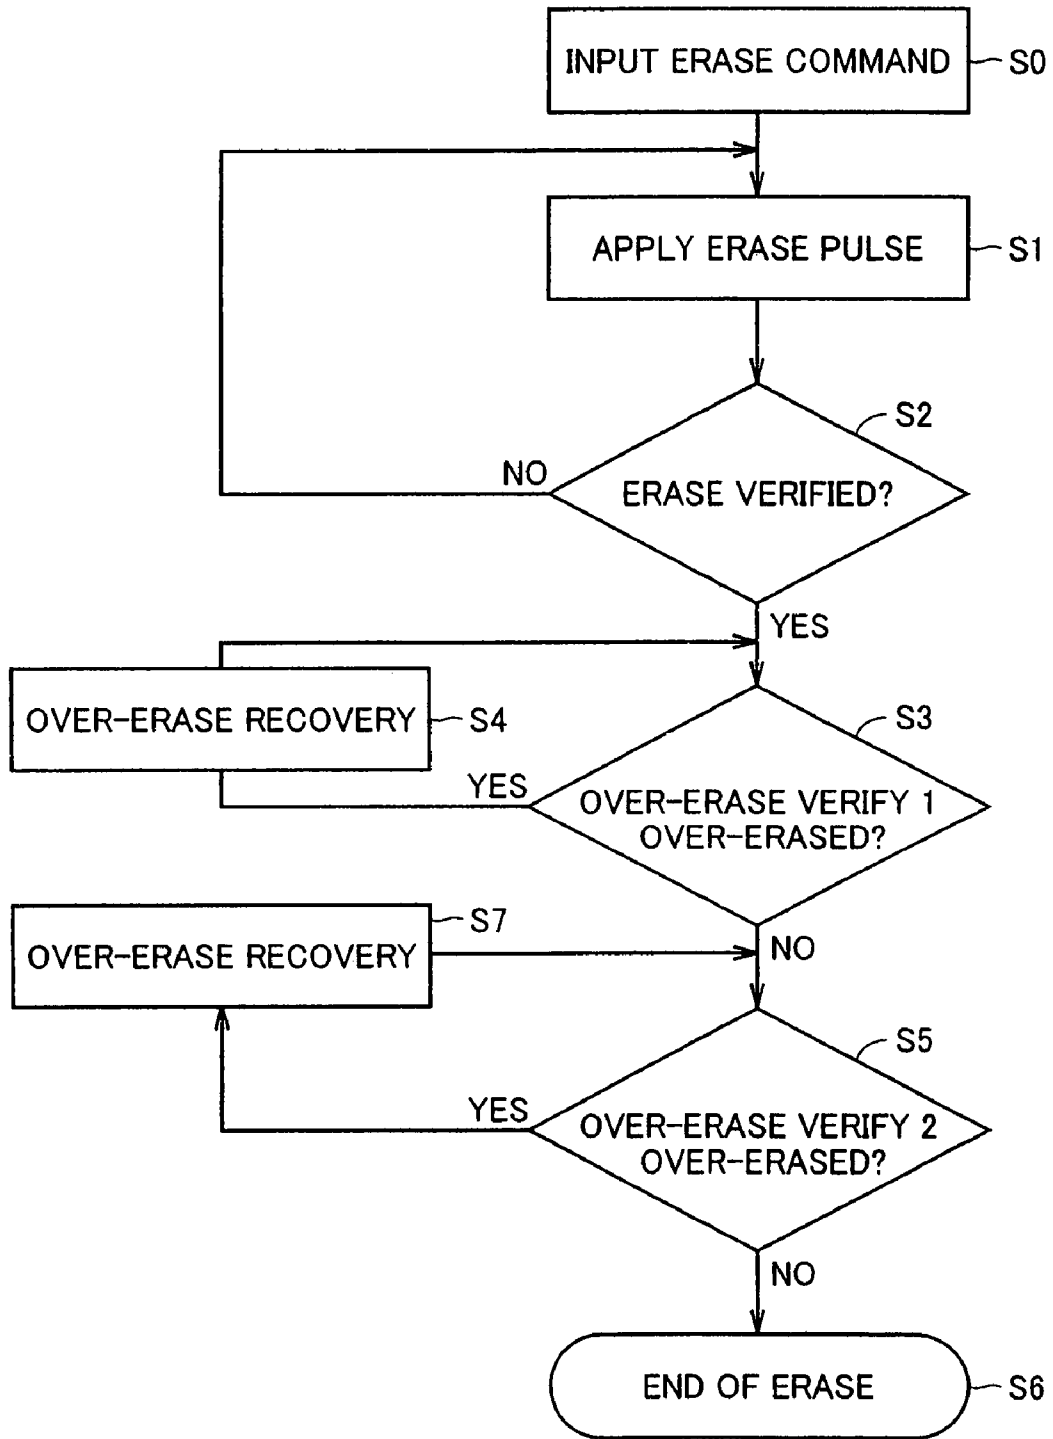 INPUT ERASE COMMAND
S0
APPLY ERASE PULSE
S1
S2
NO
ERASE VERIFIED?
YES
OVER-ERASE RECOVERY
S4
S3
YES
OVER-ERASE VERIFY 1
OVER-ERASED?
S7
OVER-ERASE RECOVERY
NO
S5
YES
OVER-ERASE VERIFY 2
OVER-ERASED?
NO
END OF ERASE
S6